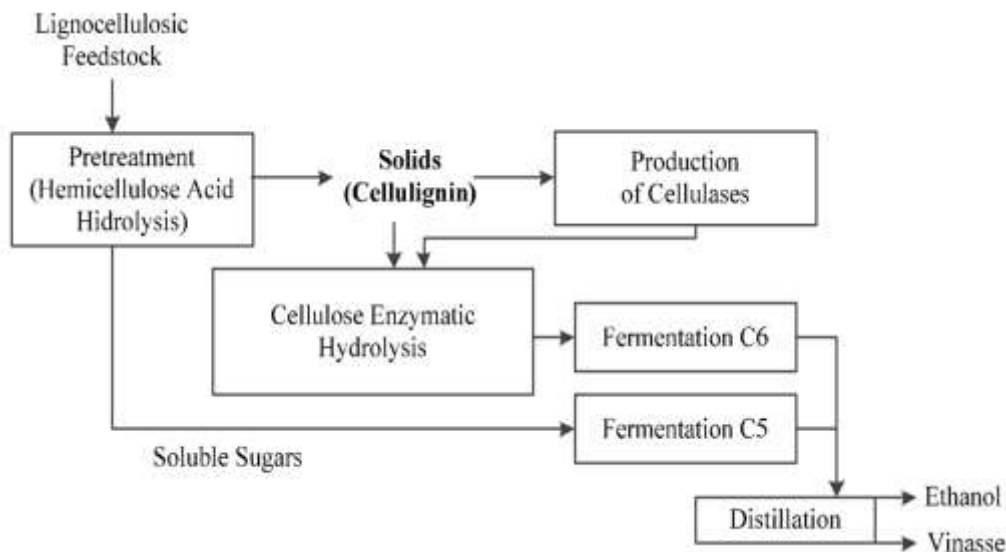 Lignocellulosic
Feedstock
Pretreatment
(Hemicellulose Acid
Hidrolysis)
Solids
(Cellulignin)
Production
of Cellulases
Cellulose Enzymatic
Hydrolysis
Fermentation C6
Fermentation C5
Soluble Sugars
Distillation
Ethanol
Vinasse